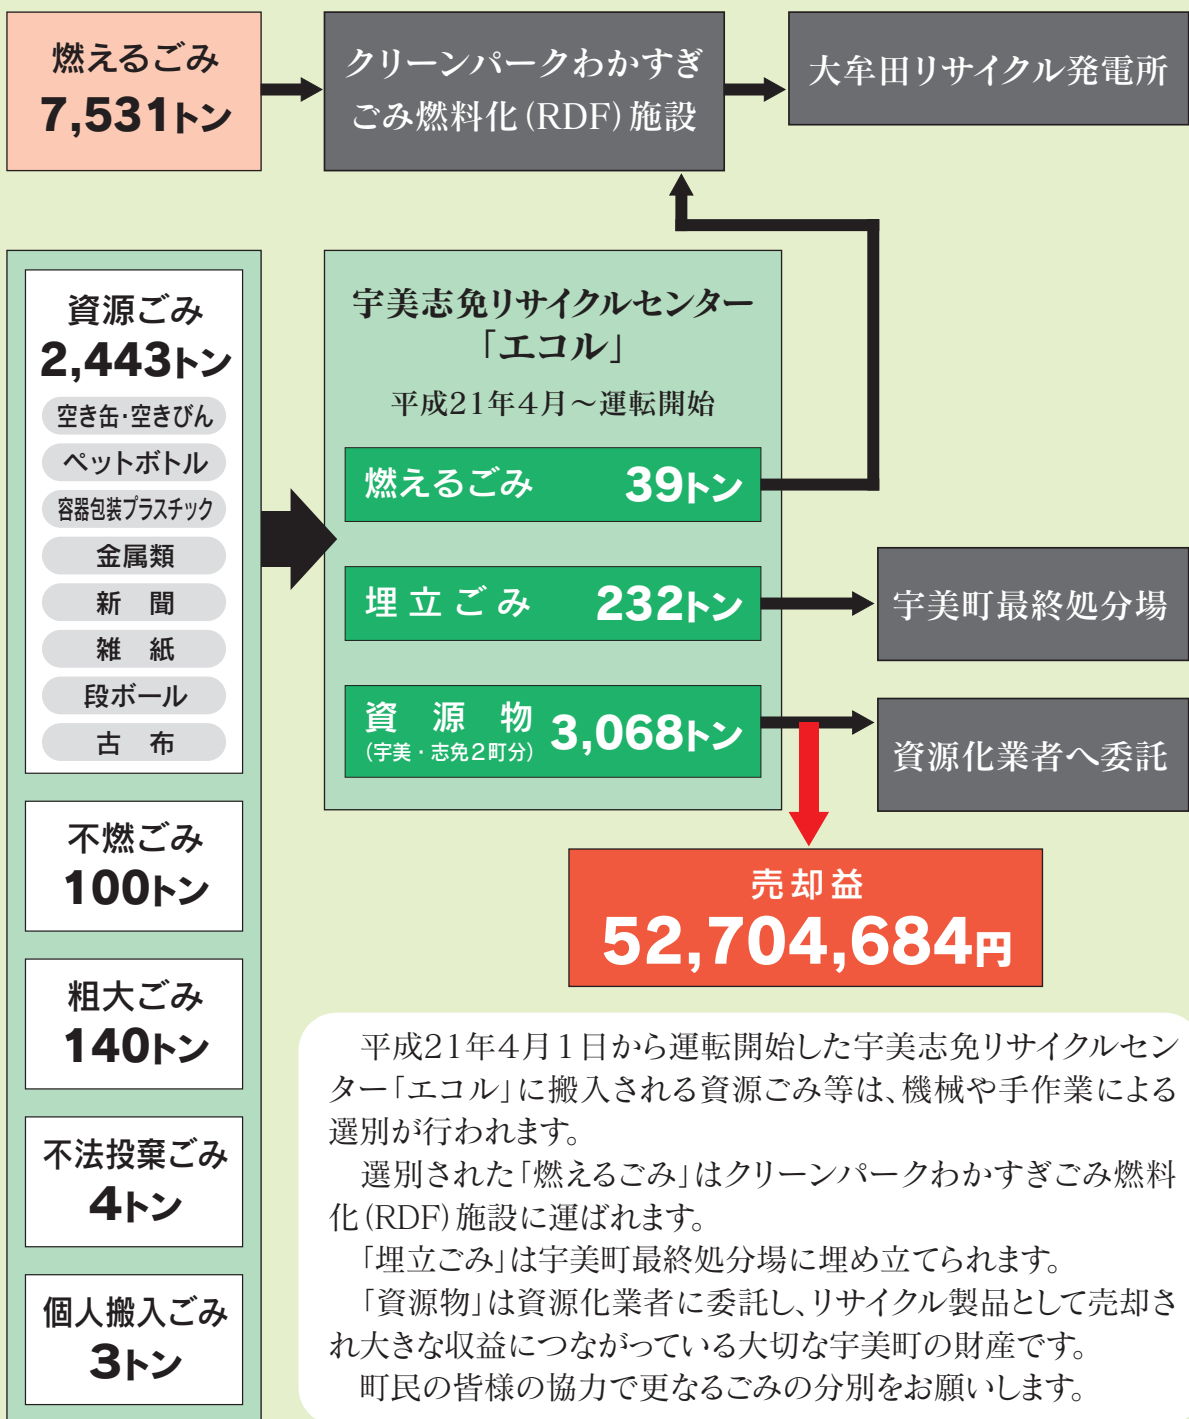 燃えるごみ
7,531トン
クリーンパークわかすぎ
ごみ燃料化(RDF)施設
大牟田リサイクル発電所
資源ごみ
2,443トン
空き缶・空きびん
ペットボトル
容器包装プラスチック
金属類
新　聞
雑　紙
段ボール
古　布
不燃ごみ
100トン
粗大ごみ
140トン
不法投棄ごみ
4トン
個人搬入ごみ
3トン
宇美志免リサイクルセンター
「エコル」
平成21年4月～運転開始
燃えるごみ　39トン
埋立ごみ　232トン
資　源　物　3,068トン
(宇美・志免2町分)
宇美町最終処分場
資源化業者へ委託
売却益
52,704,684円
　平成21年4月1日から運転開始した宇美志免リサイクルセン
ター「エコル」に搬入される資源ごみ等は、機械や手作業による
選別が行われます。
　選別された「燃えるごみ」はクリーンパークわかすぎごみ燃料
化(RDF)施設に運ばれます。
　「埋立ごみ」は宇美町最終処分場に埋め立てられます。
　「資源物」は資源化業者に委託し、リサイクル製品として売却さ
れ大きな収益につながっている大切な宇美町の財産です。
　町民の皆様の協力で更なるごみの分別をお願いします。